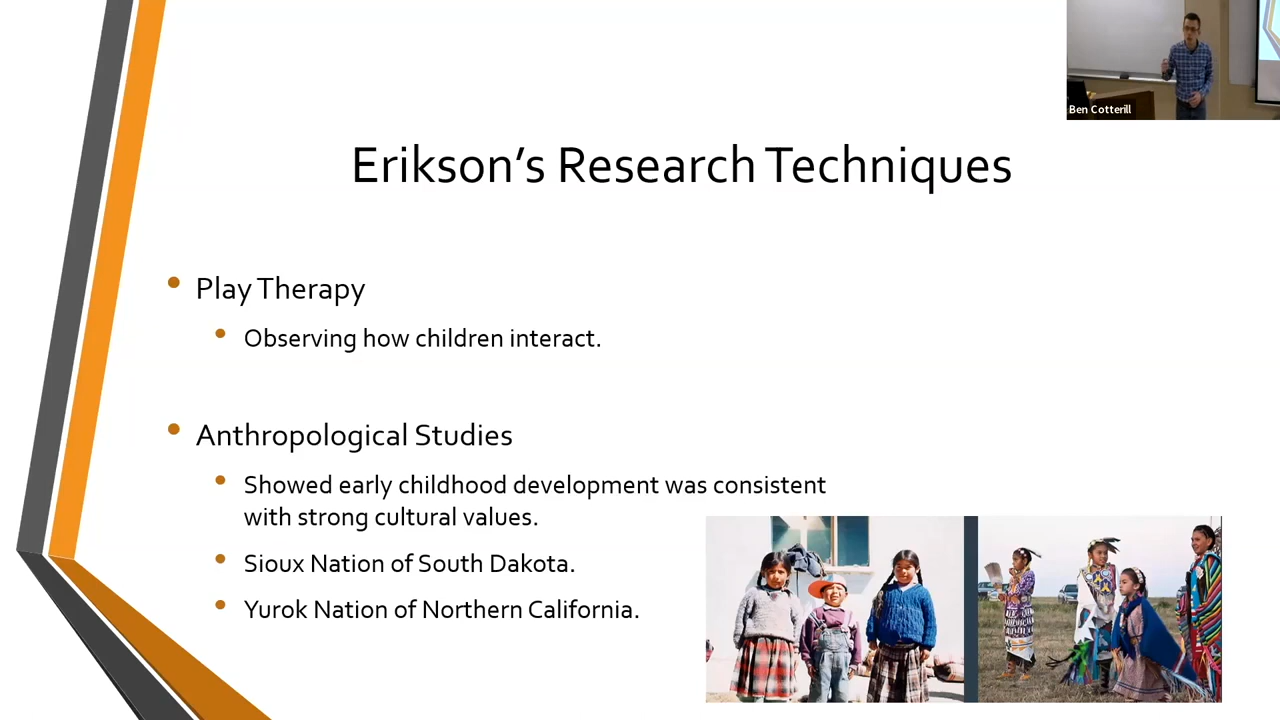 Ben Cotterill
Erikson's Research Techniques
Play Therapy
Observing how children interact.
Anthropological Studies
Showed early childhood development was consistent
with strong cultural values.
Sioux Nation of South Dakota.
Yurok Nation of Northern California.